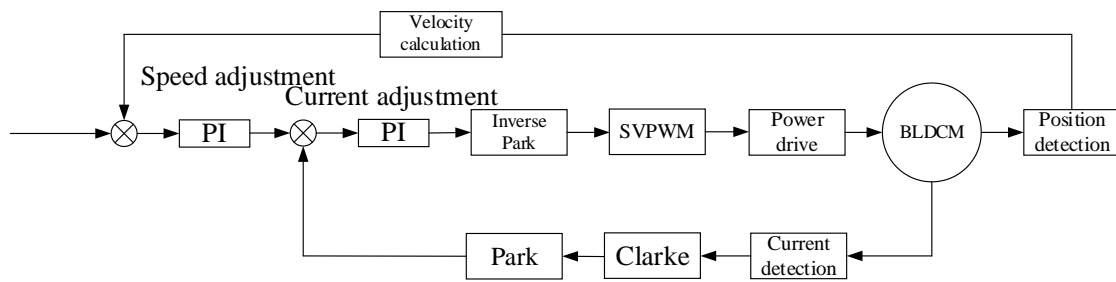 Velocity
calculation
Speed adjustment
Current adjustment
PI
PI
Inverse
Park
SVPWM
Power
drive
BLDCM
Position
detection
Park
Clarke
Current
detection